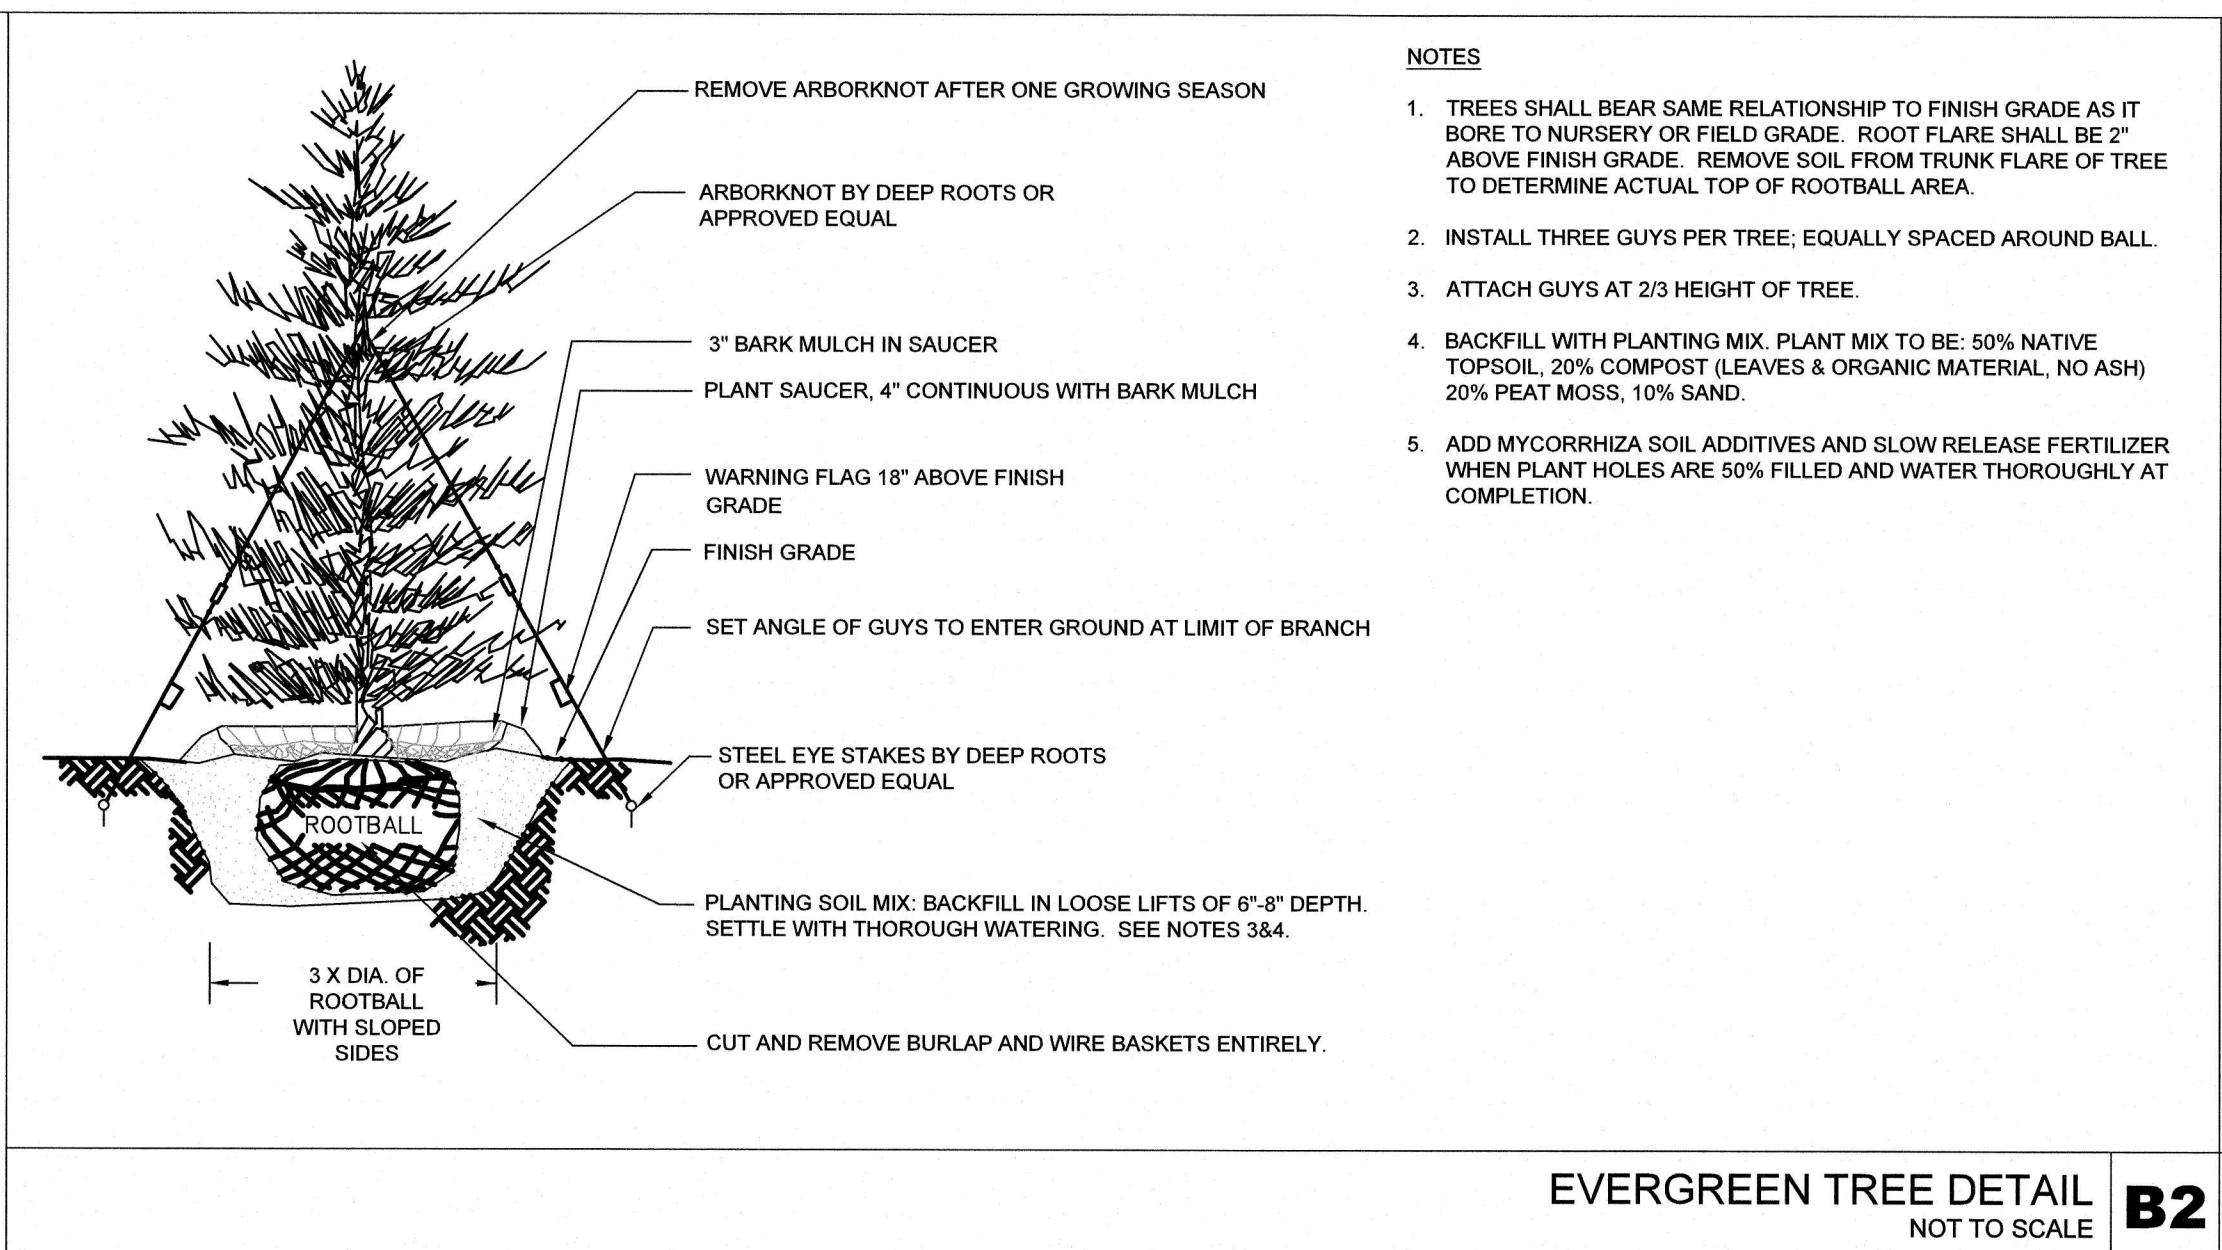 REMOVE ARBORKNOT AFTER ONE GROWING SEASON
ARBORKNOT BY DEEP ROOTS OR
APPROVED EQUAL
3" BARK MULCH IN SAUCER
PLANT SAUCER, 4" CONTINUOUS WITH BARK MULCH
WARNING FLAG 18" ABOVE FINISH
GRADE
FINISH GRADE
SET ANGLE OF GUYS TO ENTER GROUND AT LIMIT OF BRANCH
STEEL EYE STAKES BY DEEP ROOTS
OR APPROVED EQUAL
ROOTBALL
PLANTING SOIL MIX: BACKFILL IN LOOSE LIFTS OF 6"-8" DEPTH.
SETTLE WITH THOROUGH WATERING. SEE NOTES 3&4.
3 X DIA. OF
ROOTBALL
WITH SLOPED
SIDES
CUT AND REMOVE BURLAP AND WIRE BASKETS ENTIRELY.
NOTES
1. TREES SHALL BEAR SAME RELATIONSHIP TO FINISH GRADE AS IT
BORE TO NURSERY OR FIELD GRADE. ROOT FLARE SHALL BE 2"
ABOVE FINISH GRADE. REMOVE SOIL FROM TRUNK FLARE OF TREE
TO DETERMINE ACTUAL TOP OF ROOTBALL AREA.
2. INSTALL THREE GUYS PER TREE; EQUALLY SPACED AROUND BALL.
3. ATTACH GUYS AT 2/3 HEIGHT OF TREE.
4. BACKFILL WITH PLANTING MIX. PLANT MIX TO BE: 50% NATIVE
TOPSOIL, 20% COMPOST (LEAVES & ORGANIC MATERIAL, NO ASH)
20% PEAT MOSS, 10% SAND.
5. ADD MYCORRHIZA SOIL ADDITIVES AND SLOW RELEASE FERTILIZER
WHEN PLANT HOLES ARE 50% FILLED AND WATER THOROUGHLY AT
COMPLETION.
EVERGREEN TREE DETAIL
NOT TO SCALE
B2